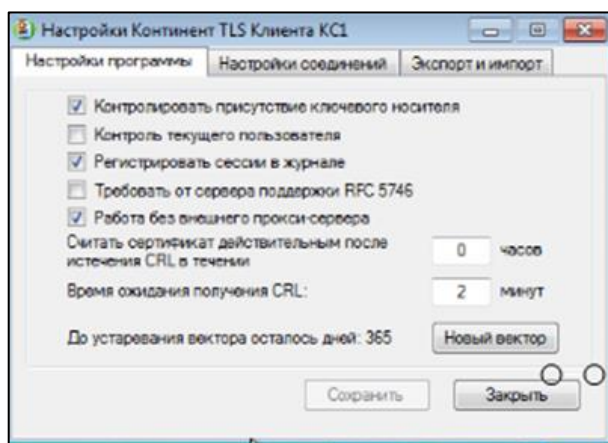 Настройки Континент TLS Клиента КС1
Настройки программы Настройки соединений Экспорт и импорт
Контролировать присутствие ключевого носителя
Контроль текущего пользователя
Регистрировать сессии в журнале
Требовать от сервера поддержки RFC 5746
Работа без внешнего прокси-сервера
Считать сертификат действительным после
истечения CRL в течении 0 часов
Время ожидания получения CRL: 2 минут
До устаревания вектора осталось дней: 365 Новый вектор
Сохранить Закрыть